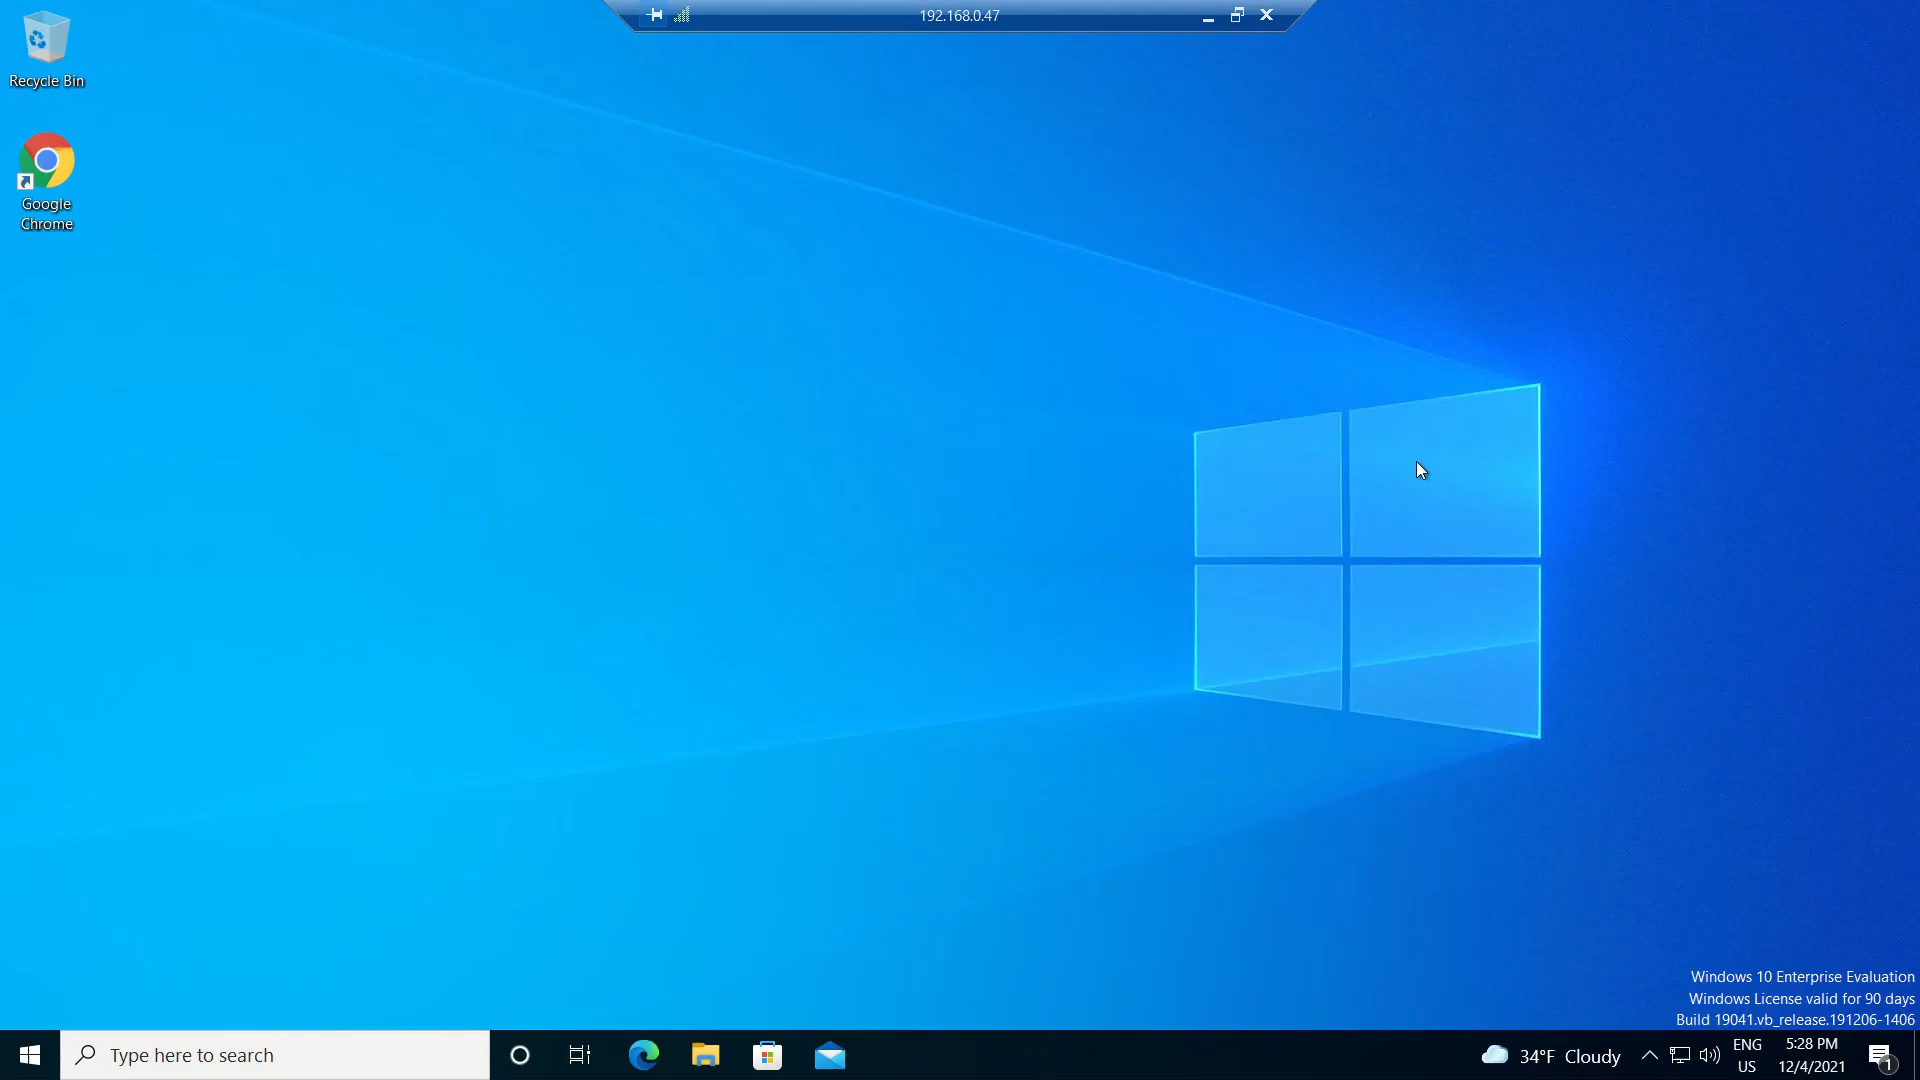 192.168.0.47
Recycle Bin
Google
Chrome
Windows 10 Enterprise Evaluation
Windows License valid for 90 days
Build 19041.vb_release.191206-1406
Type here to search
34°F Cloudy
ENG
US
5:28 PM
12/4/2021
1